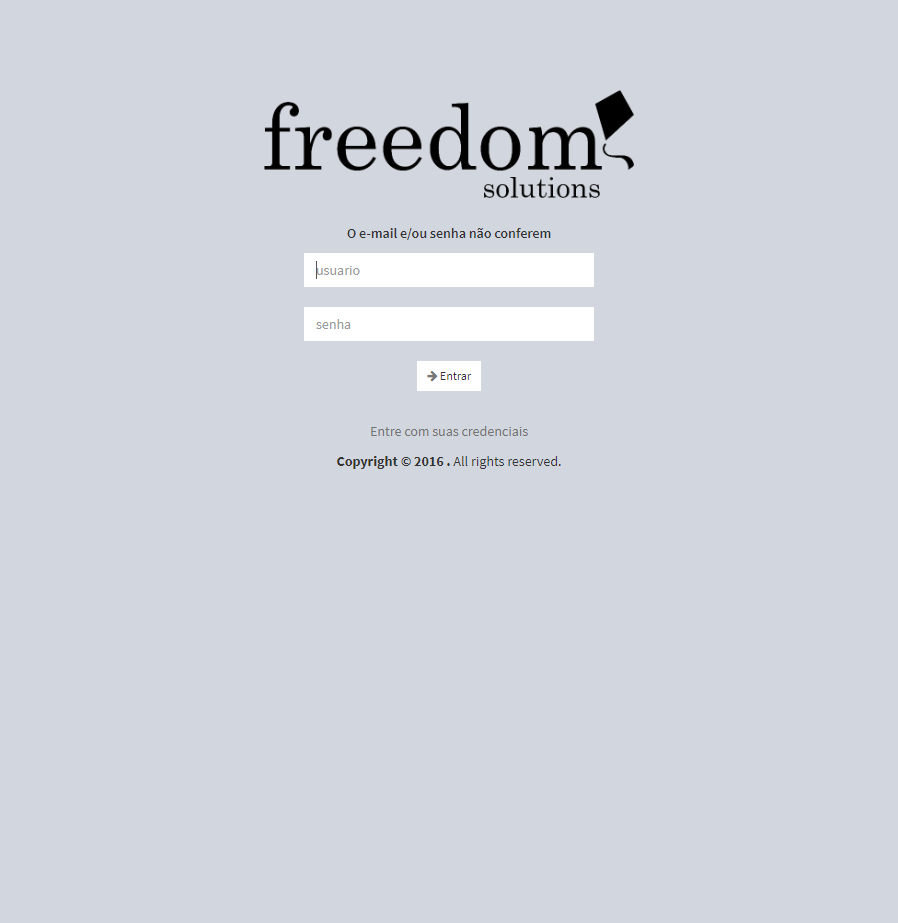 freedom
solutions
O e-mail e/ou senha não conferem
usuario
senha
Entrar
Entre com suas credenciais
Copyright © 2016 . All rights reserved.